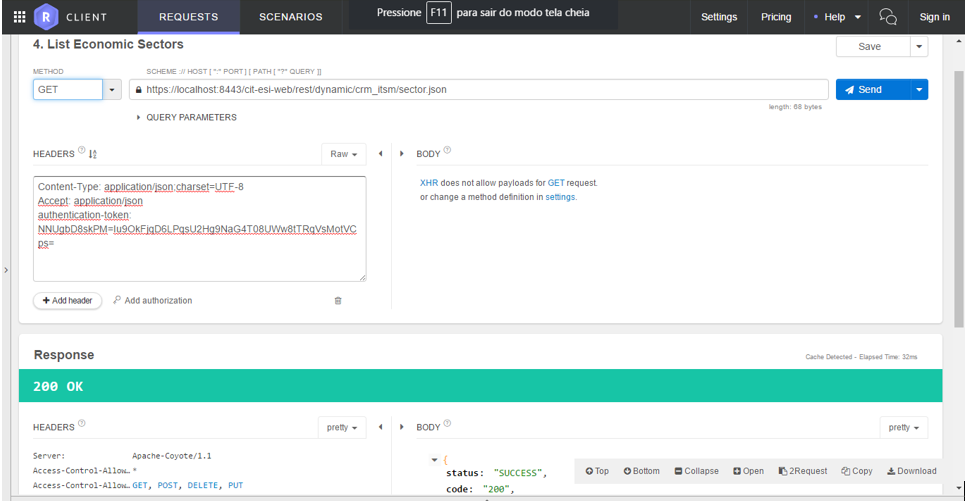 CLIENT REQUESTS SCENARIOS Pressione F11 para sair do modo tela cheia Settings Pricing Help Sign in
4. List Economic Sectors
Save
METHOD SCHEME :// HOST [ ":" PORT ] [ PATH [ "?" QUERY ]]
GET https://localhost:8443/cit-esi-web/rest/dynamic/crm_itsm/sector.json Send
length: 68 bytes
QUERY PARAMETERS
HEADERS ? Raw BODY ?
Content-Type: application/json;charset=UTF-8
Accept: application/json
authentication-token:
NNUgbD8skPM=Iu9OkFjqD6LPqsU2Hg9NaG4T08UWw8tTRqVsMotVC
ps=
XHR does not allow payloads for GET request.
or change a method definition in settings.
Add header Add authorization
Response
Cache Detected - Elapsed Time: 32ms
200 OK
HEADERS ? pretty BODY ? pretty
Server: Apache-Coyote/1.1
Access-Control-Allow… *
Access-Control-Allow… GET, POST, DELETE, PUT
{
status: "SUCCESS",
code: "200",
Top Bottom Collapse Open 2Request Copy Download